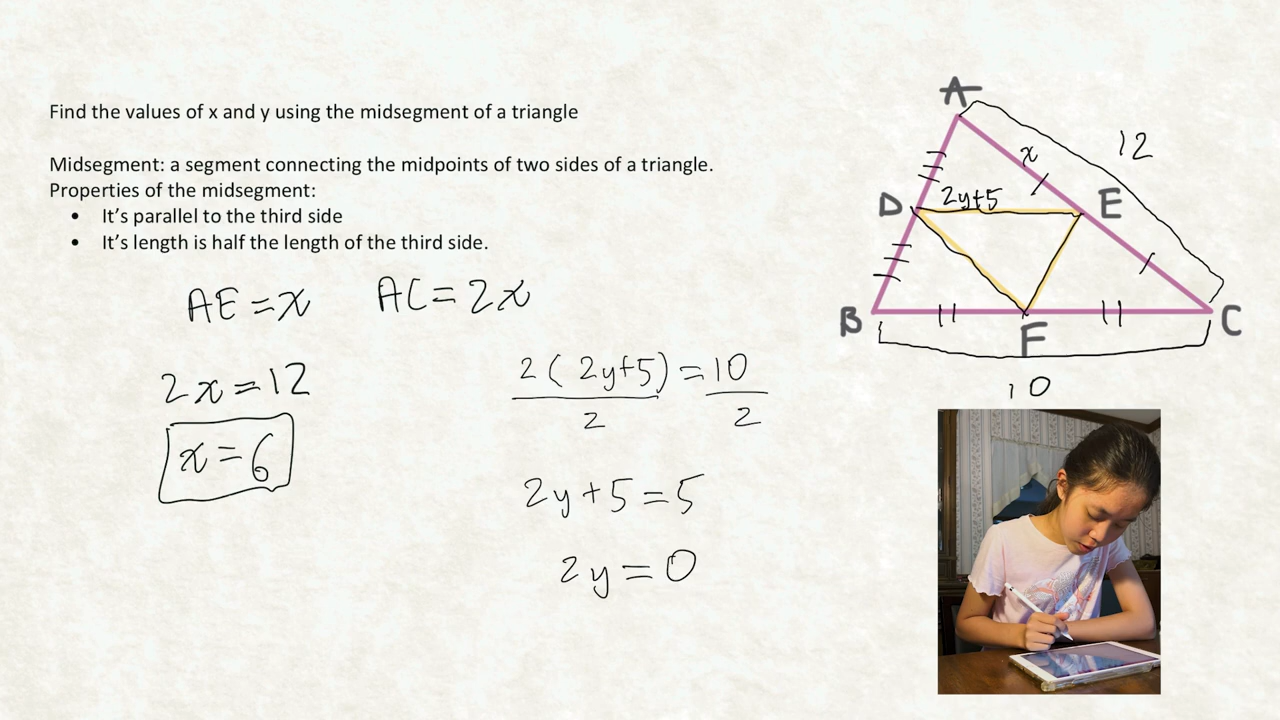 Find the values of x and y using the midsegment of a triangle
Midsegment: a segment connecting the midpoints of two sides of a triangle.
Properties of the midsegment:
• It’s parallel to the third side
• It’s length is half the length of the third side.
AE = x AC = 2x
2x = 12
x = 6
2(2y+5) = 10
2 2
2y + 5 = 5
2y = 0
A
12
x
D 2y+5 E
B F C
10